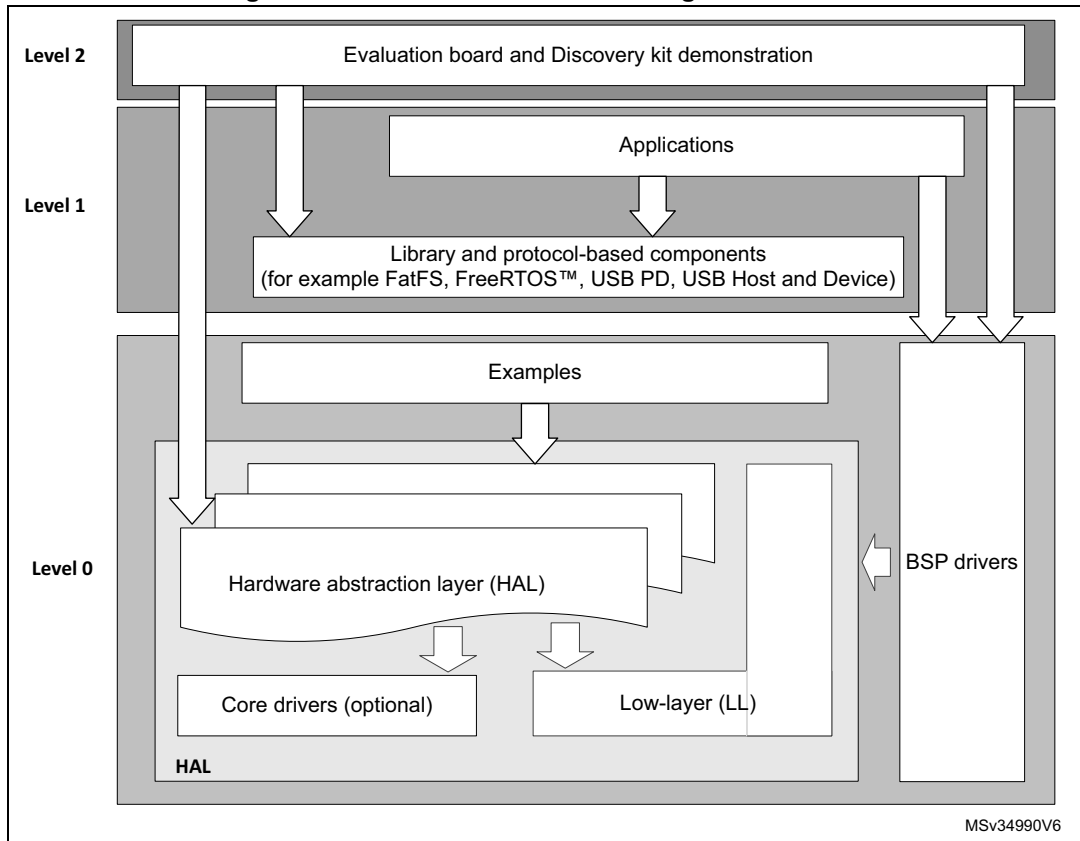 Level 2
Evaluation board and Discovery kit demonstration
Applications
Level 1
Library and protocol-based components
(for example FatFS, FreeRTOS™, USB PD, USB Host and Device)
Examples
Level 0
Hardware abstraction layer (HAL)
BSP drivers
Core drivers (optional)
Low-layer (LL)
HAL
MSv34990V6